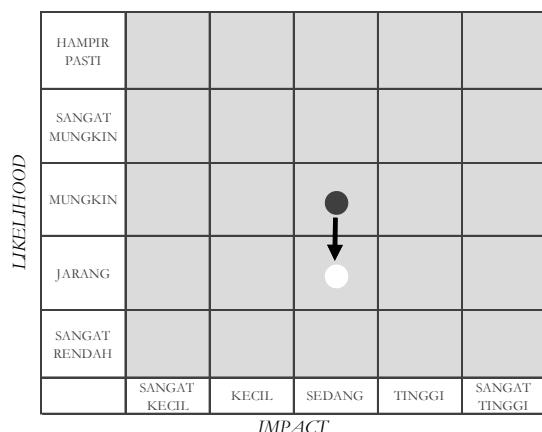 HAMPIR
PASTI
SANGAT
MUNGKIN
MUNGKIN
JARANG
SANGAT
RENDAH
LIKELIHOOD
SANGAT
KECIL
KECIL
SEDANG
TINGGI
SANGAT
TINGGI
IMPACT